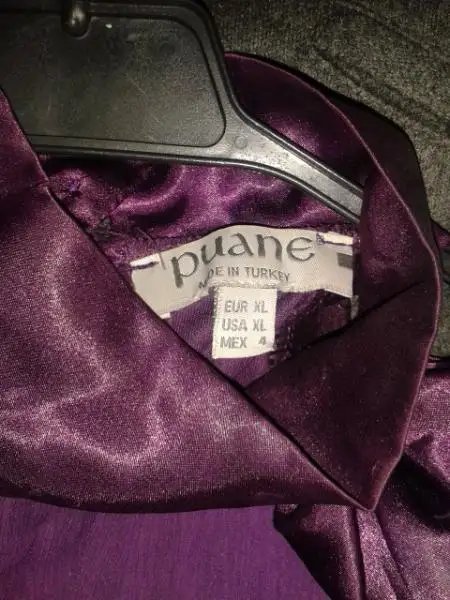 puane
MADE IN TURKEY
EUR XL
USA XL
MEX 4